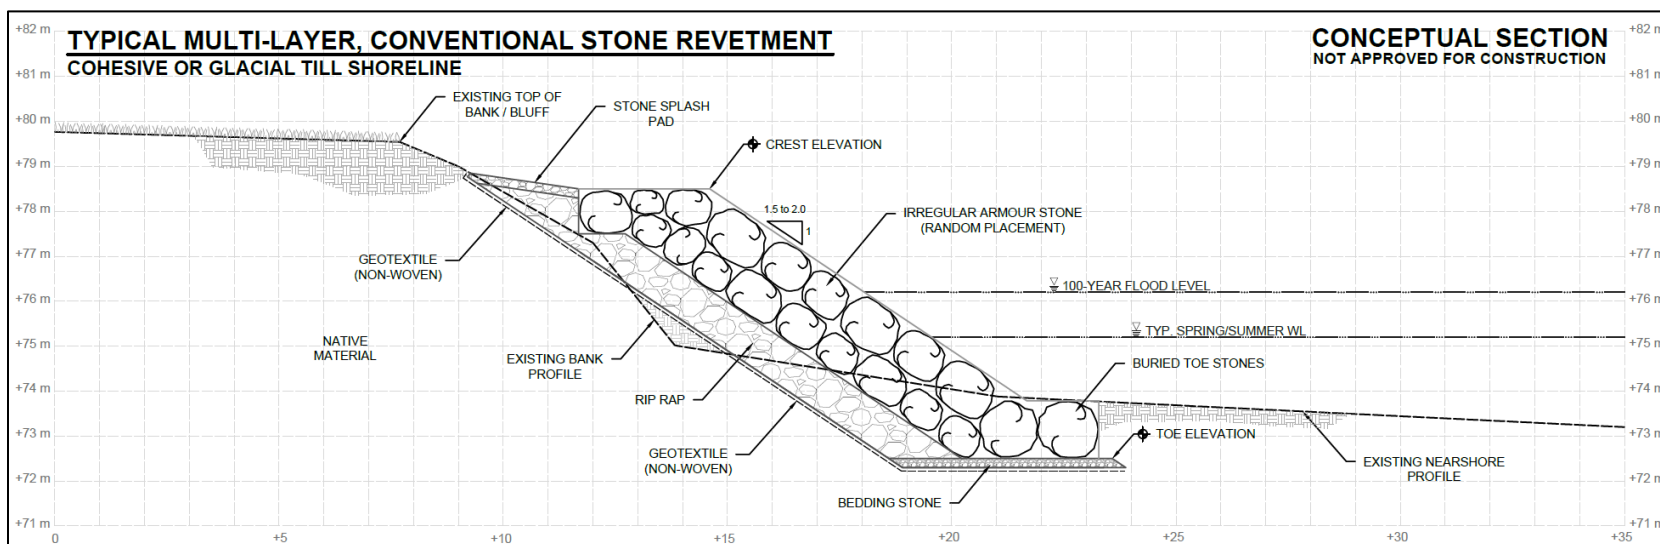 TYPICAL MULTI-LAYER, CONVENTIONAL STONE REVETMENT
COHESIVE OR GLACIAL TILL SHORELINE
CONCEPTUAL SECTION
NOT APPROVED FOR CONSTRUCTION
+82 m
+81 m
+80 m
+79 m
+78 m
+77 m
+76 m
+75 m
+74 m
+73 m
+72 m
+71 m
EXISTING TOP OF
BANK / BLUFF
STONE SPLASH
PAD
CREST ELEVATION
1.5 to 2.0
1
IRREGULAR ARMOUR STONE
(RANDOM PLACEMENT)
GEOTEXTILE
(NON-WOVEN)
100-YEAR FLOOD LEVEL
TYP. SPRING/SUMMER WL
NATIVE
MATERIAL
EXISTING BANK
PROFILE
BURIED TOE STONES
RIP RAP
TOE ELEVATION
GEOTEXTILE
(NON-WOVEN)
EXISTING NEARSHORE
PROFILE
BEDDING STONE
+82 m
+81 m
+80 m
+79 m
+78 m
+77 m
+76 m
+75 m
+74 m
+73 m
+72 m
+71 m
0
+5
+10
+15
+20
+25
+30
+35